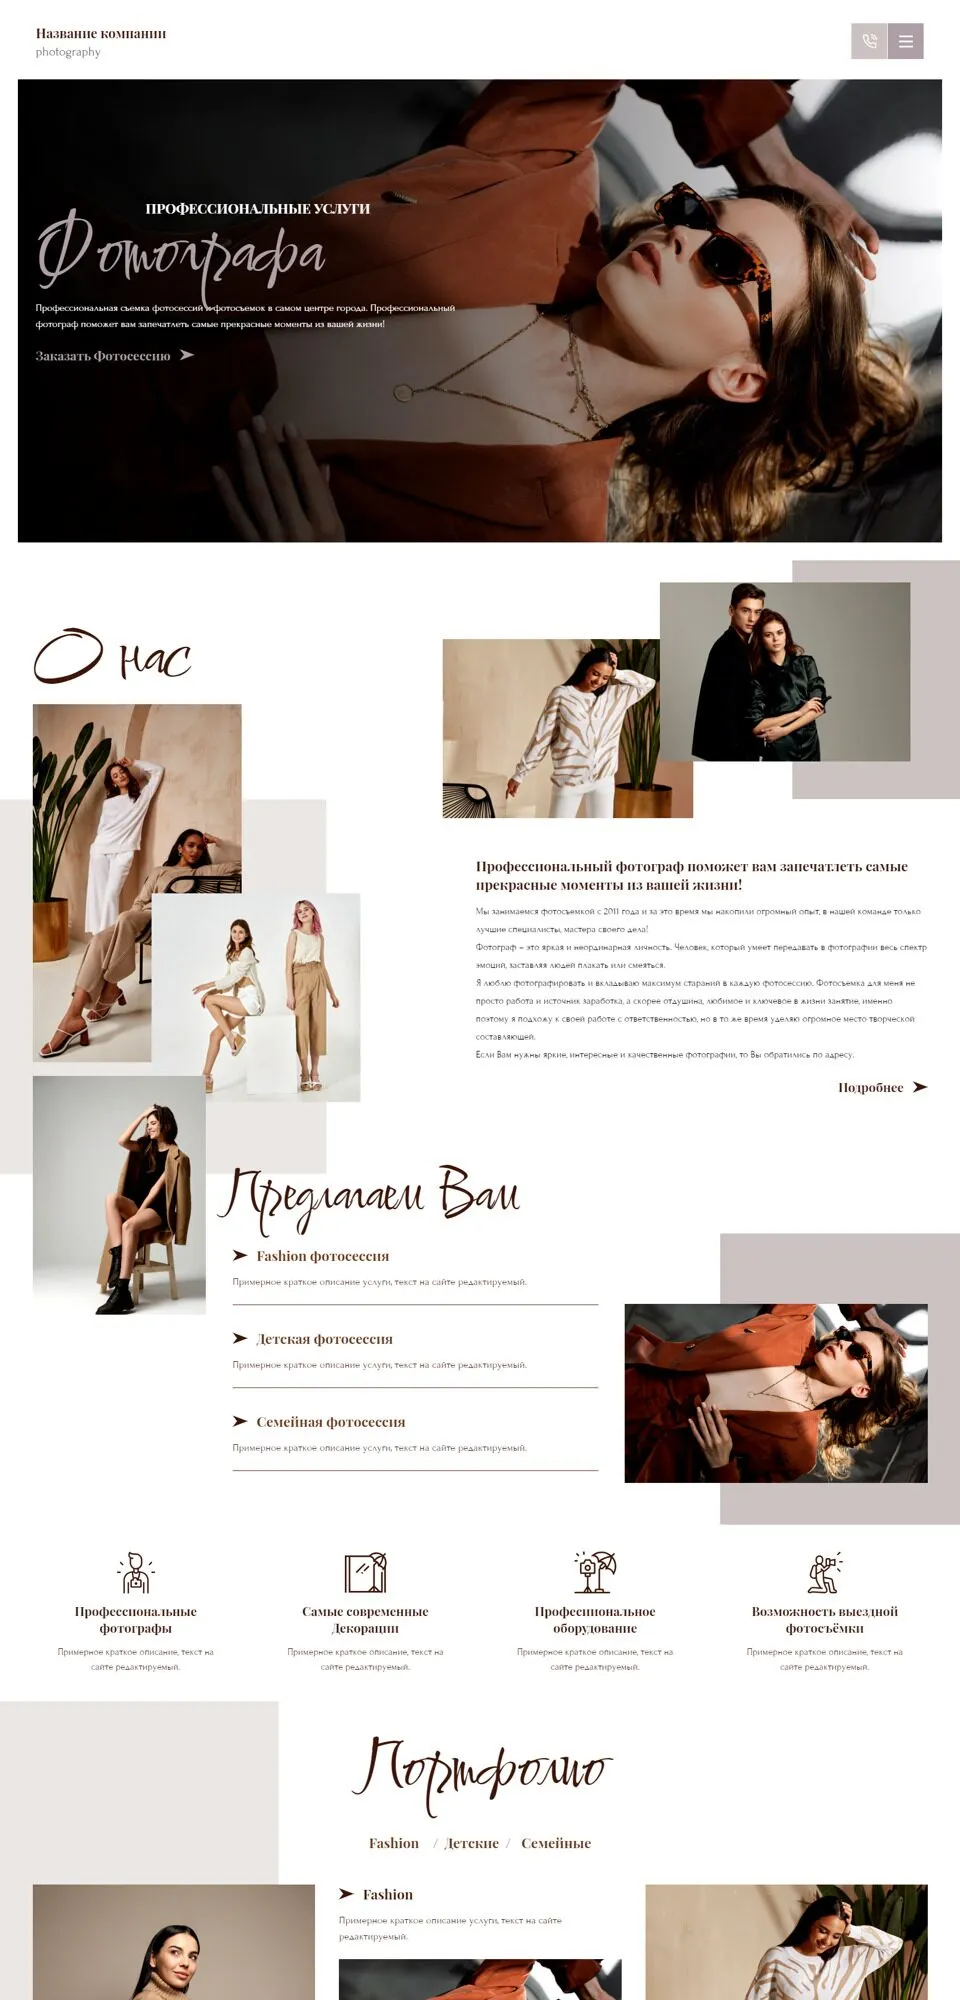 Название компании
photography
ПРОФЕССИОНАЛЬНЫЕ УСЛУГИ
Фотографа
Профессиональная съемка фотосессий и фотосъемок в самом центре города. Профессиональный
фотограф поможет вам запечатлеть самые прекрасные моменты из вашей жизни!
Заказать Фотосессию
О нас
Профессиональный фотограф поможет вам запечатлеть самые
прекрасные моменты из вашей жизни!
Мы занимаемся фотосъемкой с 2011 года и за это время мы накопили огромный опыт, в нашей команде только
лучшие специалисты, мастера своего дела!
Фотограф – это яркая и неординарная личность. Человек, который умеет передавать в фотографии весь спектр
эмоций, заставляя людей плакать или смеяться.
Я люблю фотографировать и вкладываю максимум стараний в каждую фотосессию. Фотосъемка для меня не
просто работа и источник заработка, а скорее отдушина, любимое и ключевое в жизни занятие, именно
поэтому я подхожу к своей работе с ответственностью, но в то же время уделяю огромное место творческой
составляющей.
Если Вам нужны яркие, интересные и качественные фотографии, то Вы обратились по адресу.
Подробнее
Предлагаем Вам
Fashion фотосессия
Примерное краткое описание услуги, текст на сайте редактируемый.
Детская фотосессия
Примерное краткое описание услуги, текст на сайте редактируемый.
Семейная фотосессия
Примерное краткое описание услуги, текст на сайте редактируемый.
Профессиональные
фотографы
Примерное краткое описание, текст на
сайте редактируемый.
Самые современные
Декорации
Примерное краткое описание, текст на
сайте редактируемый.
Професииональное
оборудование
Примерное краткое описание, текст на
сайте редактируемый.
Возможность выездной
фотосъёмки
Примерное краткое описание, текст на
сайте редактируемый.
Портфолио
Fashion / Детские / Семейные
Fashion
Примерное краткое описание услуги, текст на сайте
редактируемый.